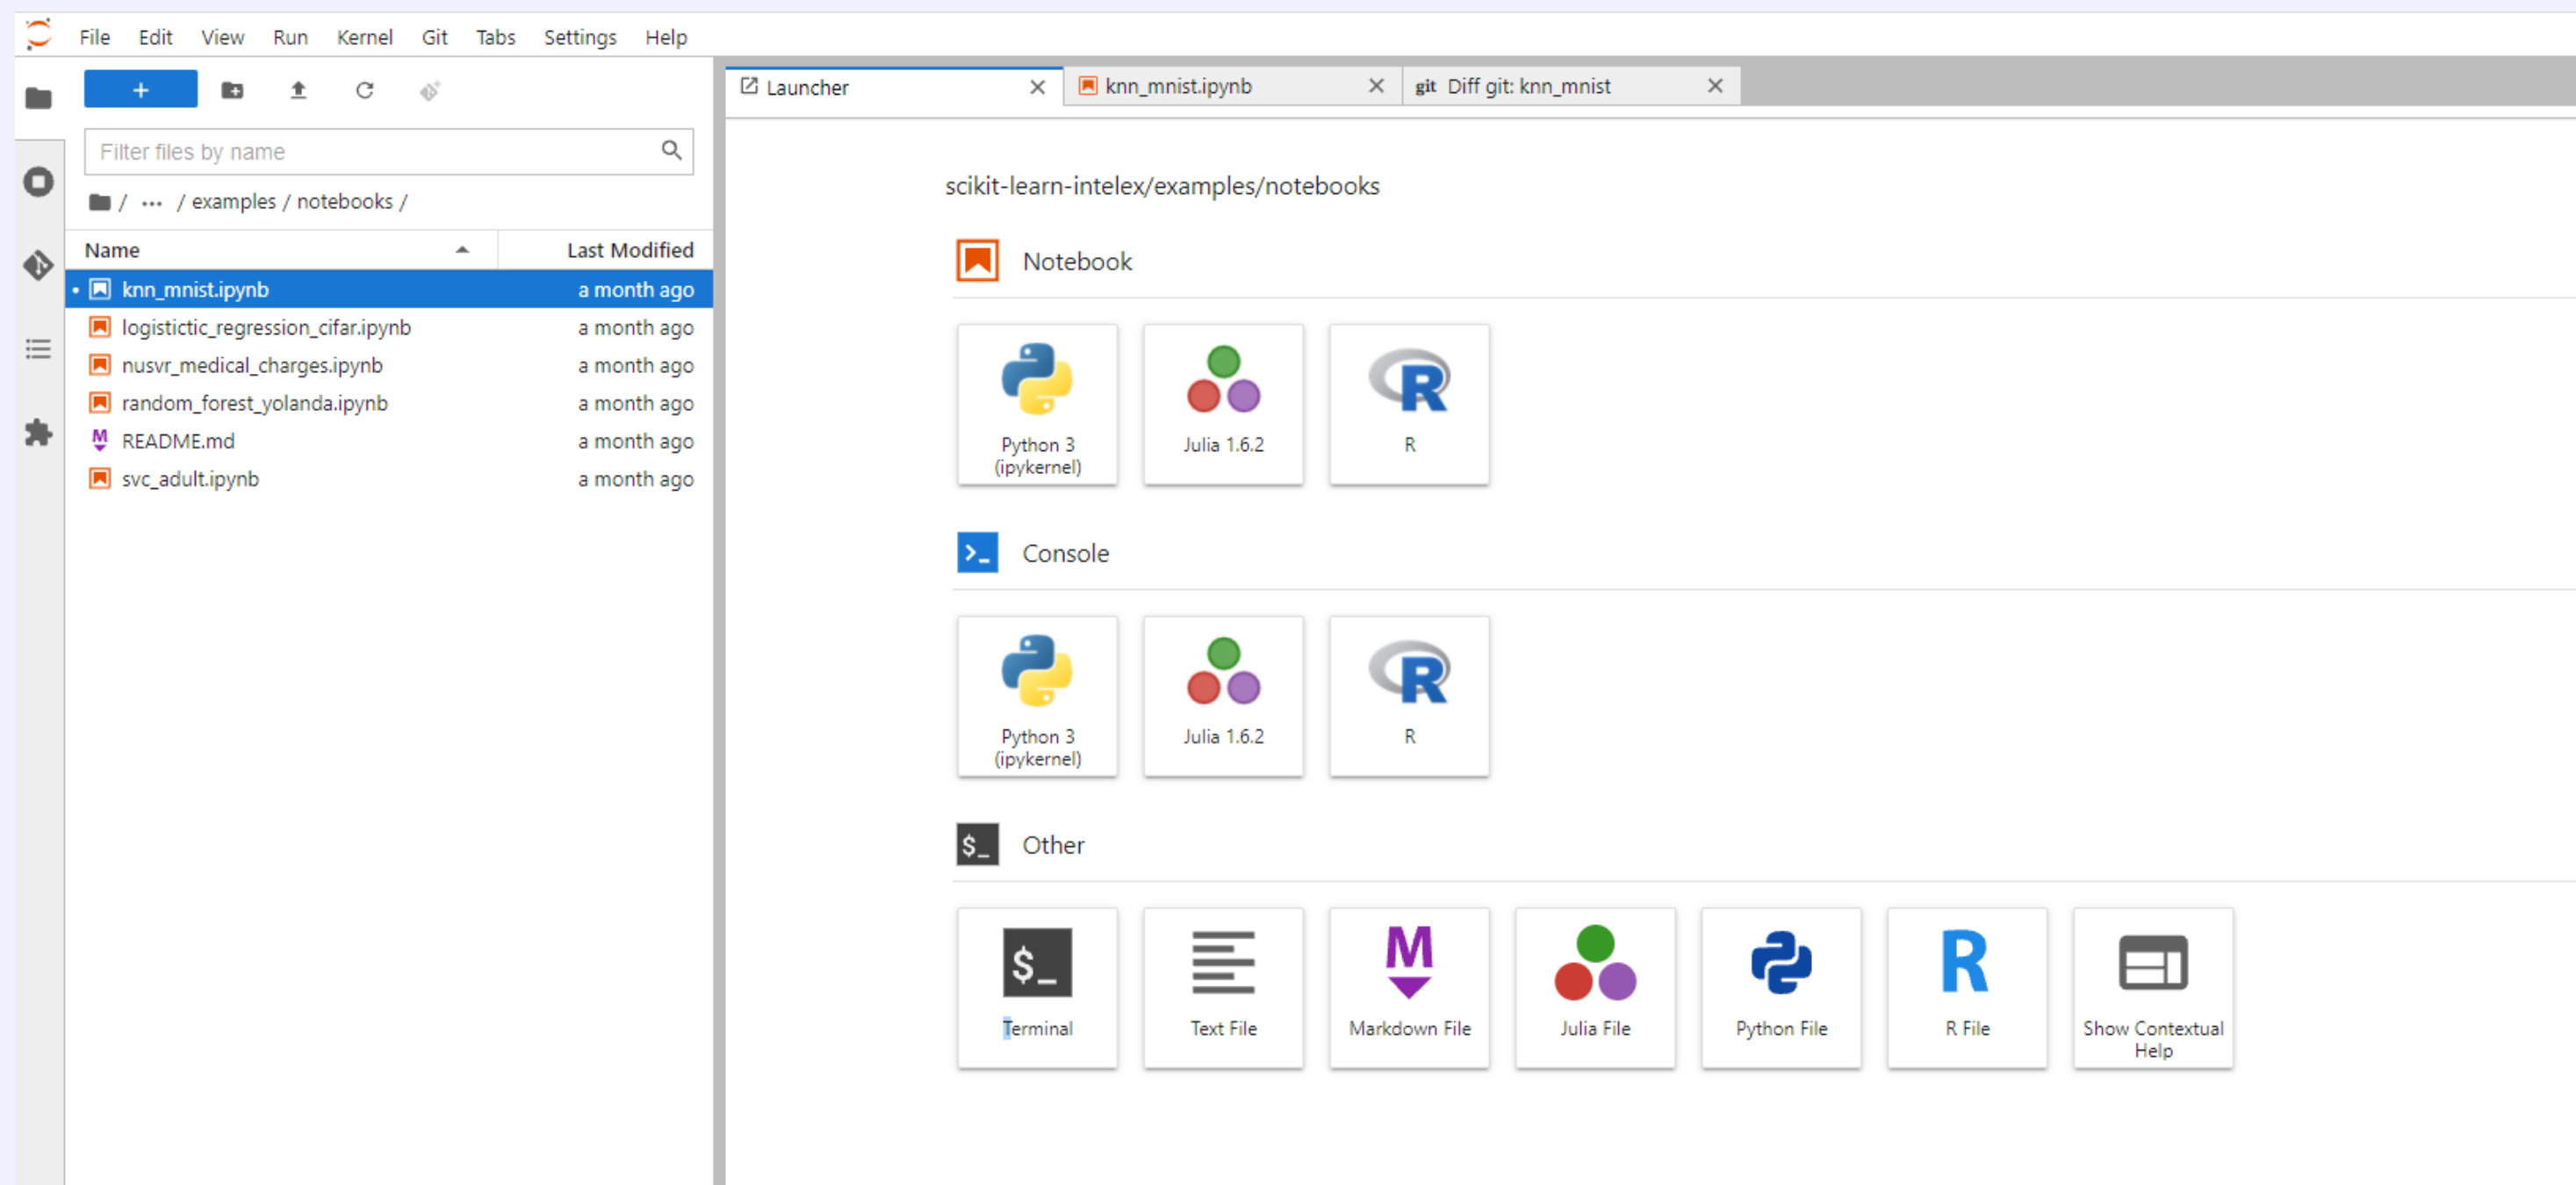 File Edit View Run Kernel Git Tabs Settings Help
+
Filter files by name
/ ... / examples / notebooks /
Name Last Modified
knn_mnist.ipynb a month ago
logistictic_regression_cifar.ipynb a month ago
nusvr_medical_charges.ipynb a month ago
random_forest_yolanda.ipynb a month ago
README.md a month ago
svc_adult.ipynb a month ago
Launcher knn_mnist.ipynb git Diff git: knn_mnist
scikit-learn-intelex/examples/notebooks
Notebook
Python 3 Julia 1.6.2 R
(ipykernel)
>_ Console
Python 3 Julia 1.6.2 R
(ipykernel)
$_ Other
$_ M R
Terminal Text File Markdown File Julia File Python File R File Show Contextual
Help